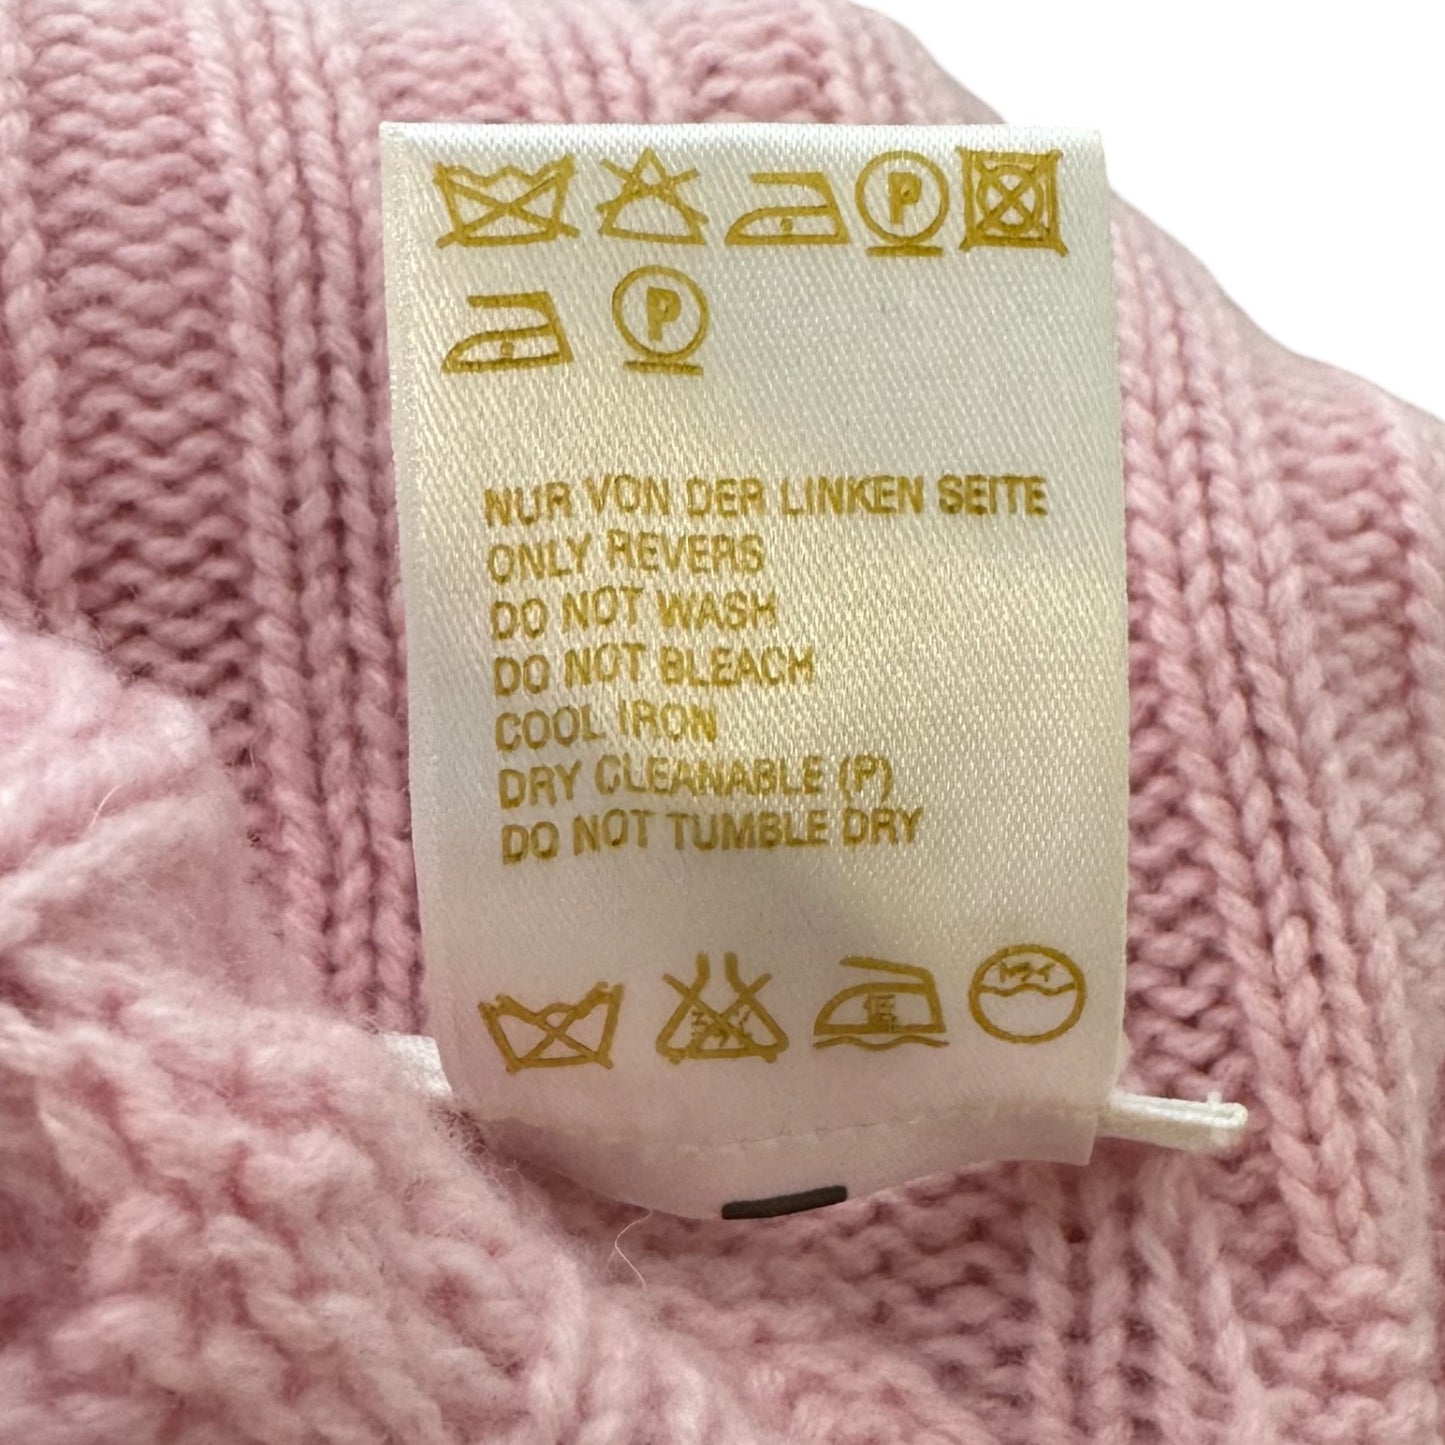 P
P
NUR VON DER LINKEN SEITE
ONLY REVERS
DO NOT WASH
DO NOT BLEACH
COOL IRON
DRY CLEANABLE (P)
DO NOT TUMBLE DRY